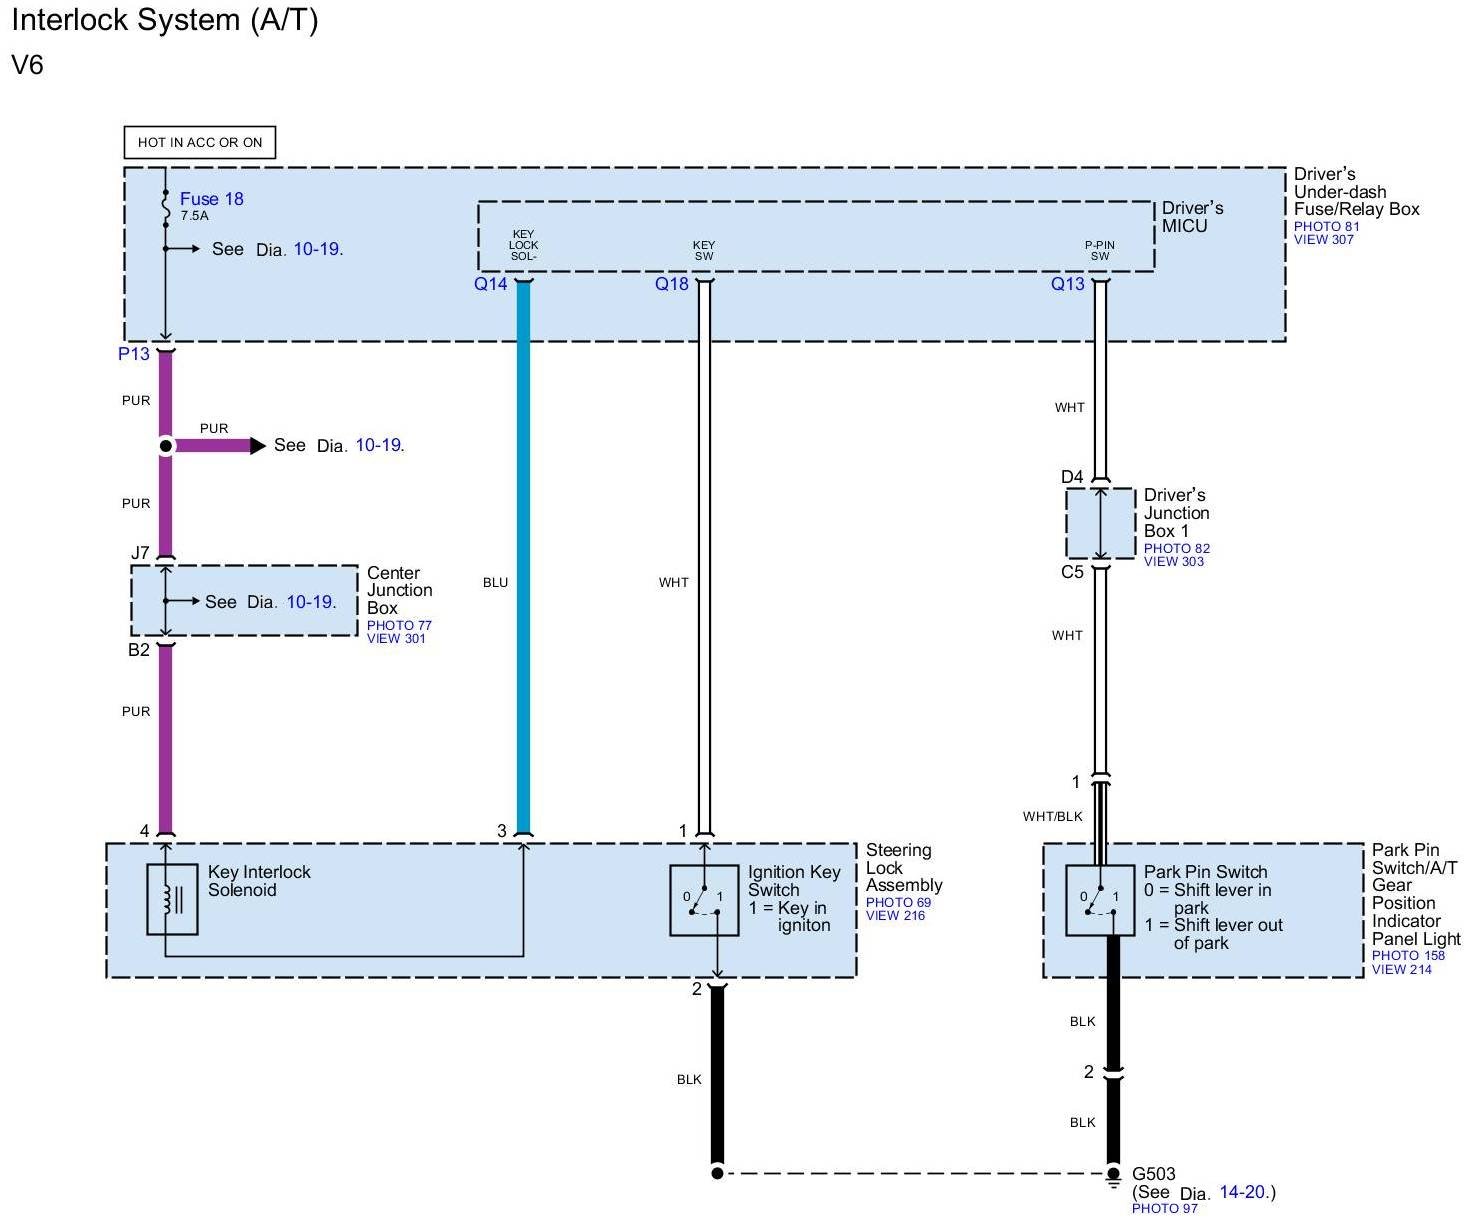 Interlock System (A/T)
V6
HOT IN ACC OR ON
Fuse 18
7.5A
See Dia. 10-19.
KEY
LOCK
SOL-
KEY
SW
P-PIN
SW
Driver's
MICU
Driver's
Under-dash
Fuse/Relay Box
PHOTO 81
VIEW 307
Q14
Q18
Q13
P13
PUR
PUR
See Dia. 10-19.
PUR
J7
See Dia. 10-19.
Center
Junction
Box
PHOTO 77
VIEW 301
B2
PUR
BLU
WHT
WHT
D4
Driver's
Junction
Box 1
PHOTO 82
VIEW 303
C5
WHT
1
WHT/BLK
4
3
1
Key Interlock
Solenoid
0 1
Ignition Key
Switch
1 = Key in
igniton
Steering
Lock
Assembly
PHOTO 69
VIEW 216
0 1
Park Pin Switch
0 = Shift lever in
park
1 = Shift lever out
of park
Park Pin
Switch/A/T
Gear
Position
Indicator
Panel Light
PHOTO 158
VIEW 214
2
BLK
BLK
2
BLK
G503
(See Dia. 14-20.)
PHOTO 97